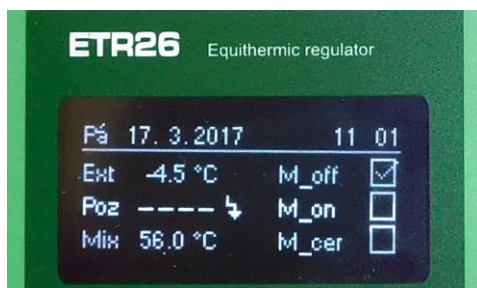 ETR26 Equithermic regulator
Pá 17. 3. 2017 11 01
Ext -4.5 °C M_off
Poz ---- M_on
Mix 56.0 °C M_cer